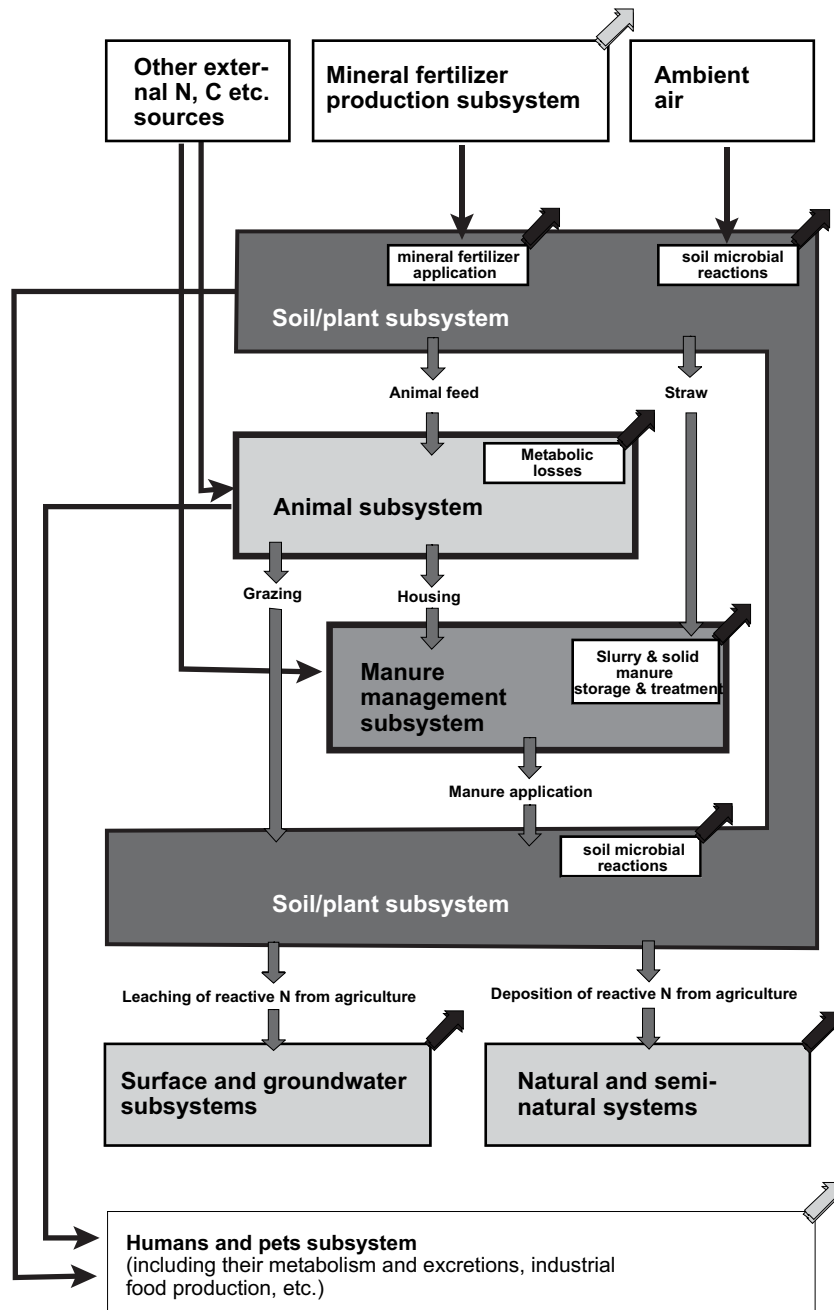 Other exter-
nal N, C etc.
sources
Mineral fertilizer
production subsystem
Ambient
air
mineral fertilizer
application
soil microbial
reactions
Soil/plant subsystem
Animal feed
Straw
Metabolic
losses
Animal subsystem
Grazing
Housing
Slurry & solid
manure
storage & treatment
Manure
management
subsystem
Manure application
soil microbial
reactions
Soil/plant subsystem
Leaching of reactive N from agriculture
Deposition of reactive N from agriculture
Surface and groundwater
subsystems
Natural and semi-
natural systems
Humans and pets subsystem
(including their metabolism and excretions, industrial
food production, etc.)